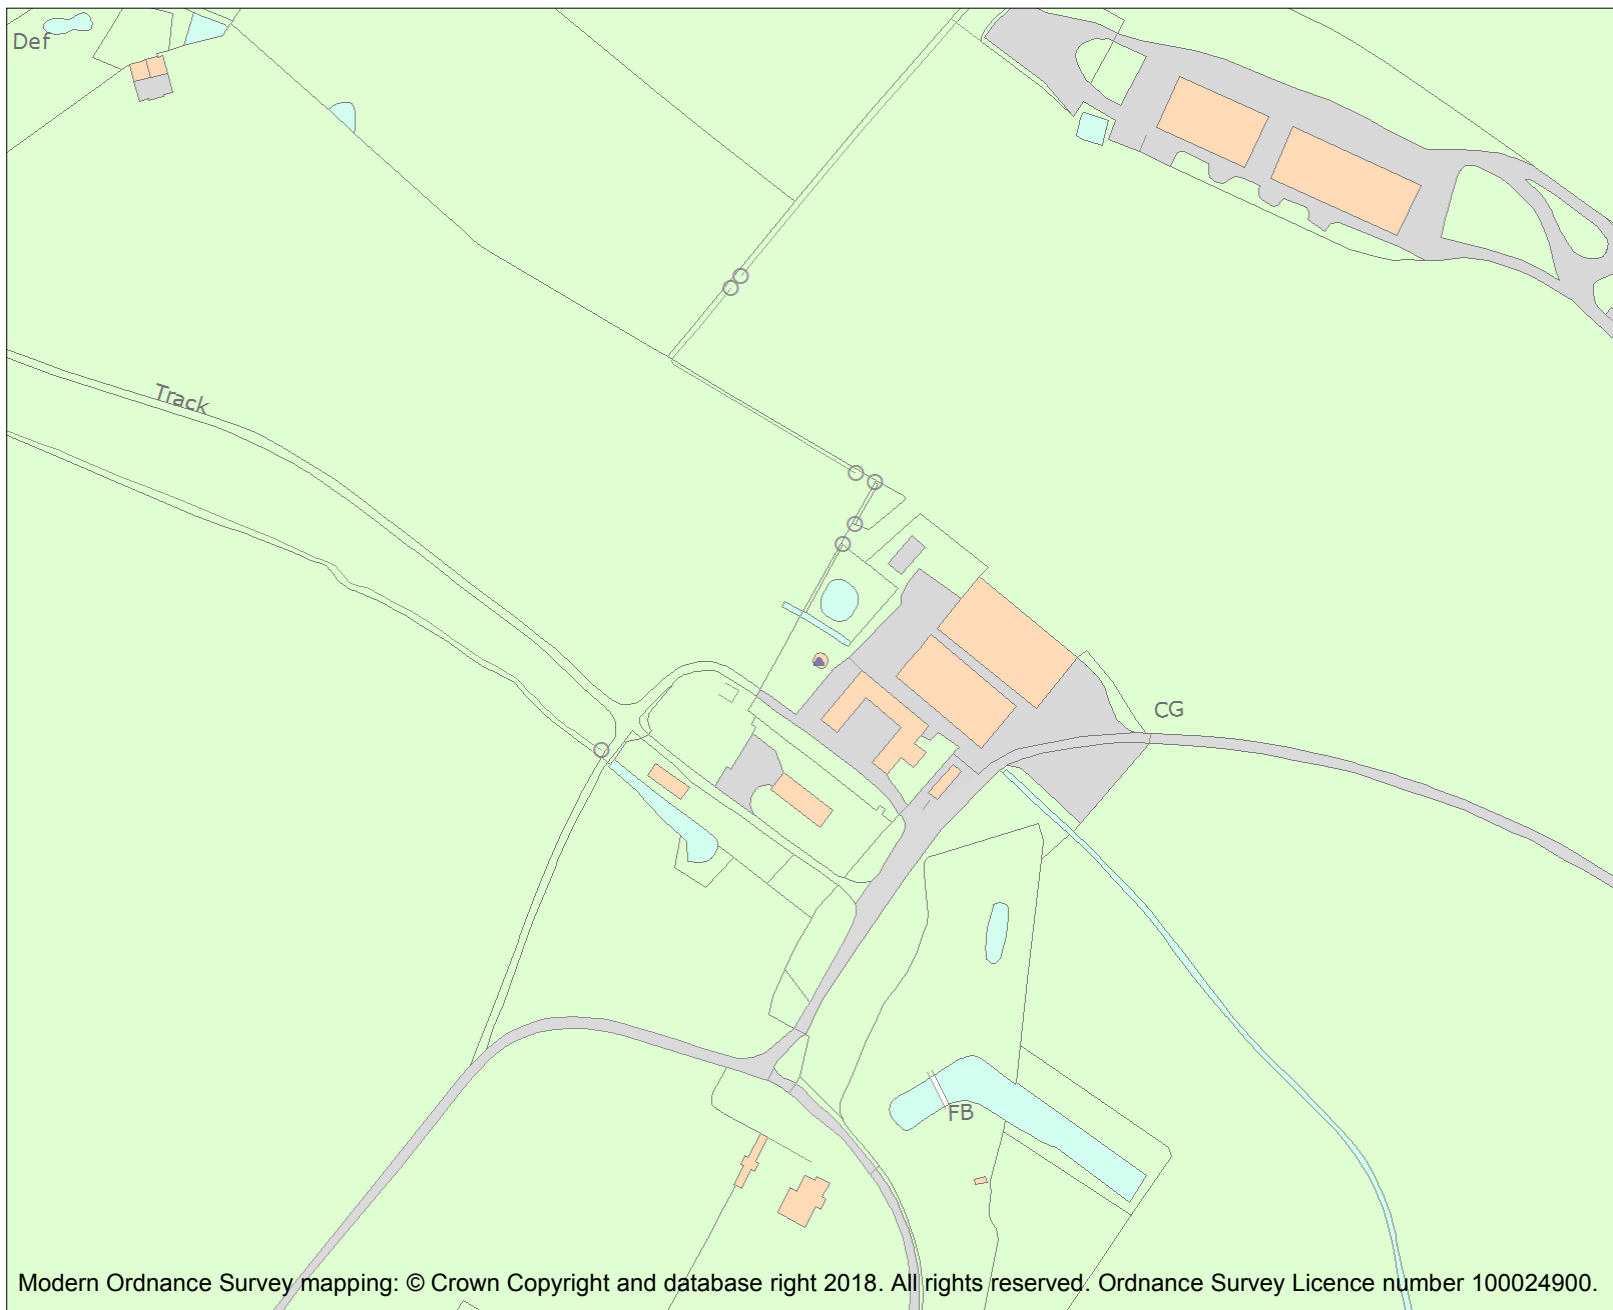 Def
Track
CG
FB
Modern Ordnance Survey mapping: © Crown Copyright and database right 2018. All rights reserved. Ordnance Survey Licence number 100024900.